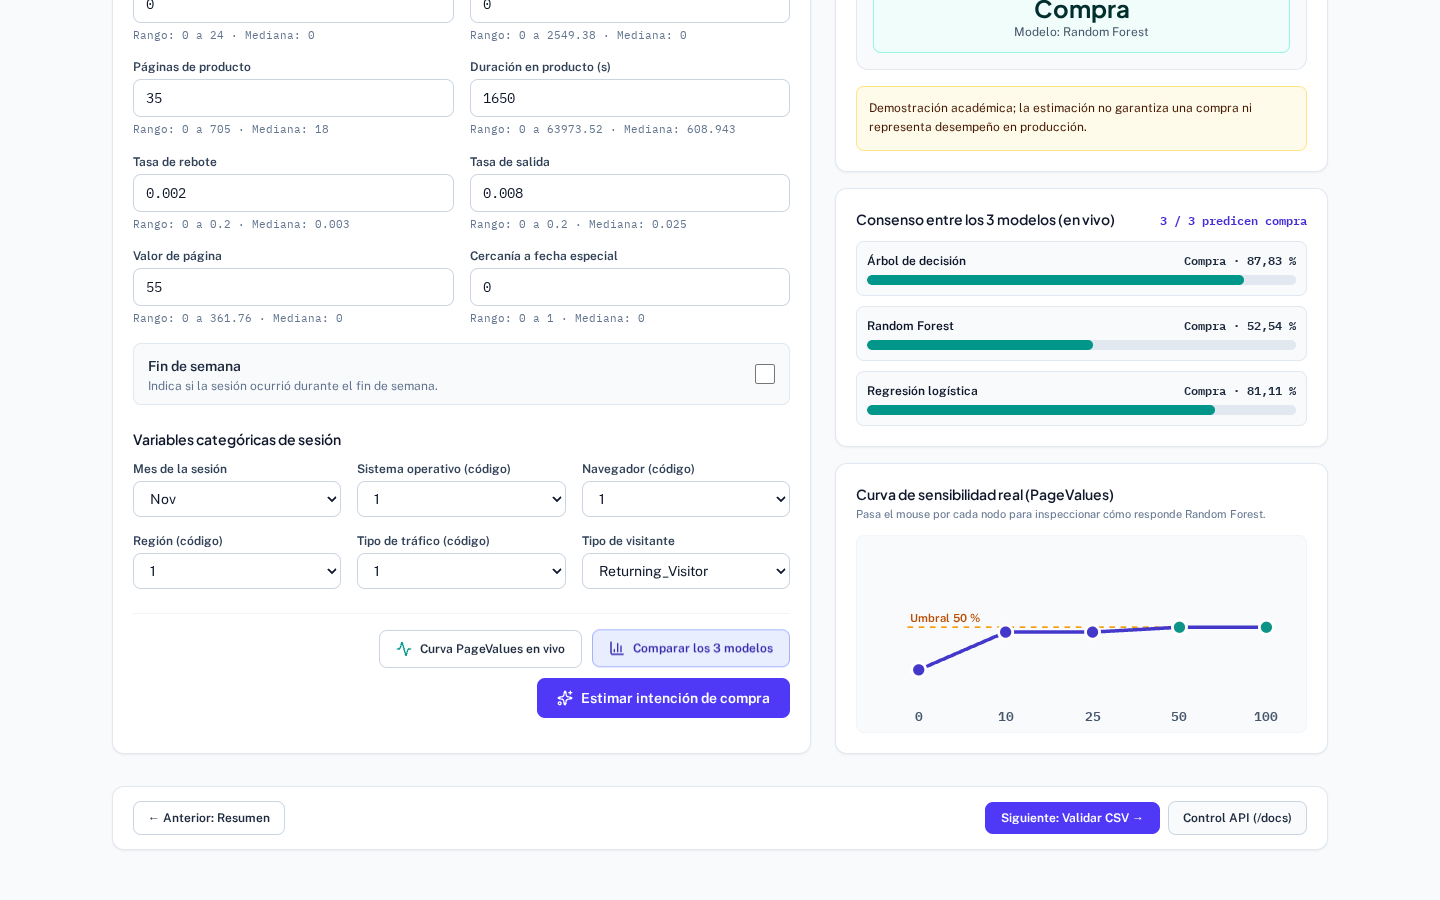 0
0
Rango: 0 a 24 · Mediana: 0
Rango: 0 a 2549.38 · Mediana: 0
Páginas de producto
Duración en producto (s)
35
1650
Rango: 0 a 705 · Mediana: 18
Rango: 0 a 63973.52 · Mediana: 608.943
Tasa de rebote
Tasa de salida
0.002
0.008
Rango: 0 a 0.2 · Mediana: 0.003
Rango: 0 a 0.2 · Mediana: 0.025
Valor de página
Cercanía a fecha especial
55
0
Rango: 0 a 361.76 · Mediana: 0
Rango: 0 a 1 · Mediana: 0
Fin de semana
Indica si la sesión ocurrió durante el fin de semana.
Variables categóricas de sesión
Mes de la sesión
Sistema operativo (código)
Navegador (código)
Nov
1
1
Región (código)
Tipo de tráfico (código)
Tipo de visitante
1
1
Returning_Visitor
Curva PageValues en vivo
Comparar los 3 modelos
Estimar intención de compra
Compra
Modelo: Random Forest
Demostración académica; la estimación no garantiza una compra ni
representa desempeño en producción.
Consenso entre los 3 modelos (en vivo)
3 / 3 predicen compra
Árbol de decisión
Compra · 87,83 %
Random Forest
Compra · 52,54 %
Regresión logística
Compra · 81,11 %
Curva de sensibilidad real (PageValues)
Pasa el mouse por cada nodo para inspeccionar cómo responde Random Forest.
Umbral 50 %
0
10
25
50
100
← Anterior: Resumen
Siguiente: Validar CSV →
Control API (/docs)